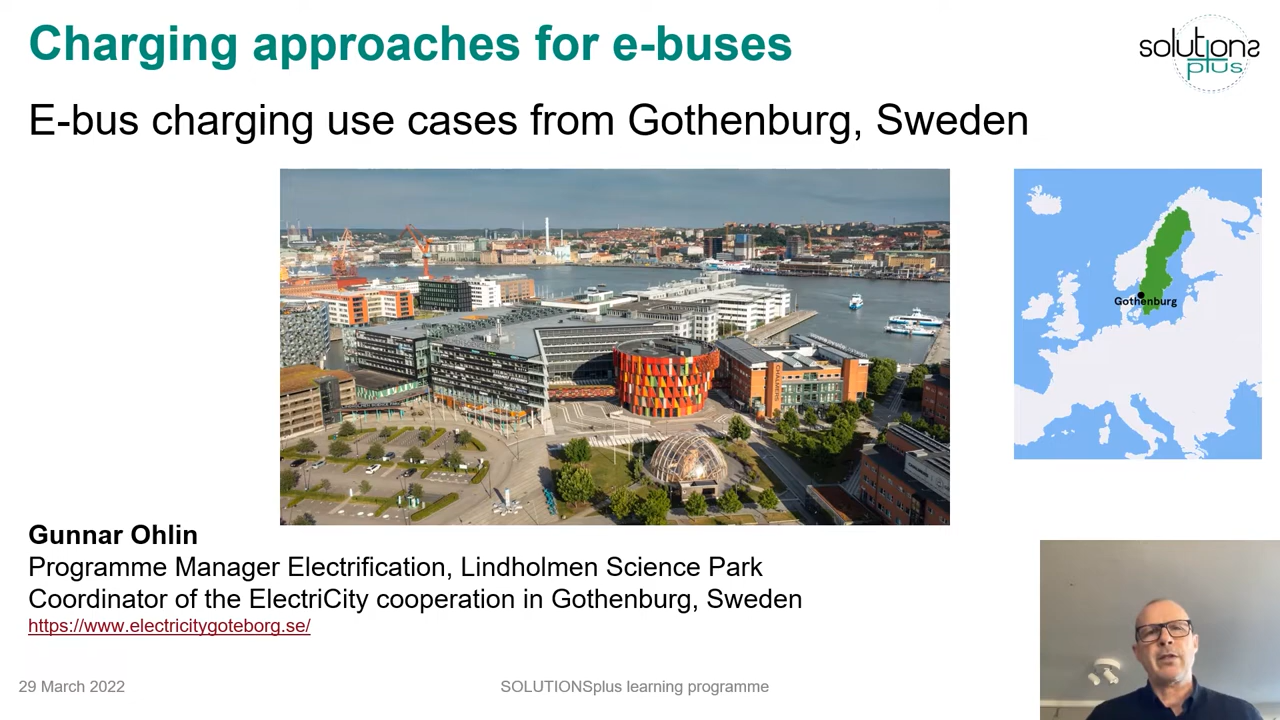 Charging approaches for e-buses
solutions
plus
E-bus charging use cases from Gothenburg, Sweden
Gothenburg
Gunnar Ohlin
Programme Manager Electrification, Lindholmen Science Park
Coordinator of the ElectriCity cooperation in Gothenburg, Sweden
https://www.electricitygoteborg.se/
29 March 2022
SOLUTIONSplus learning programme